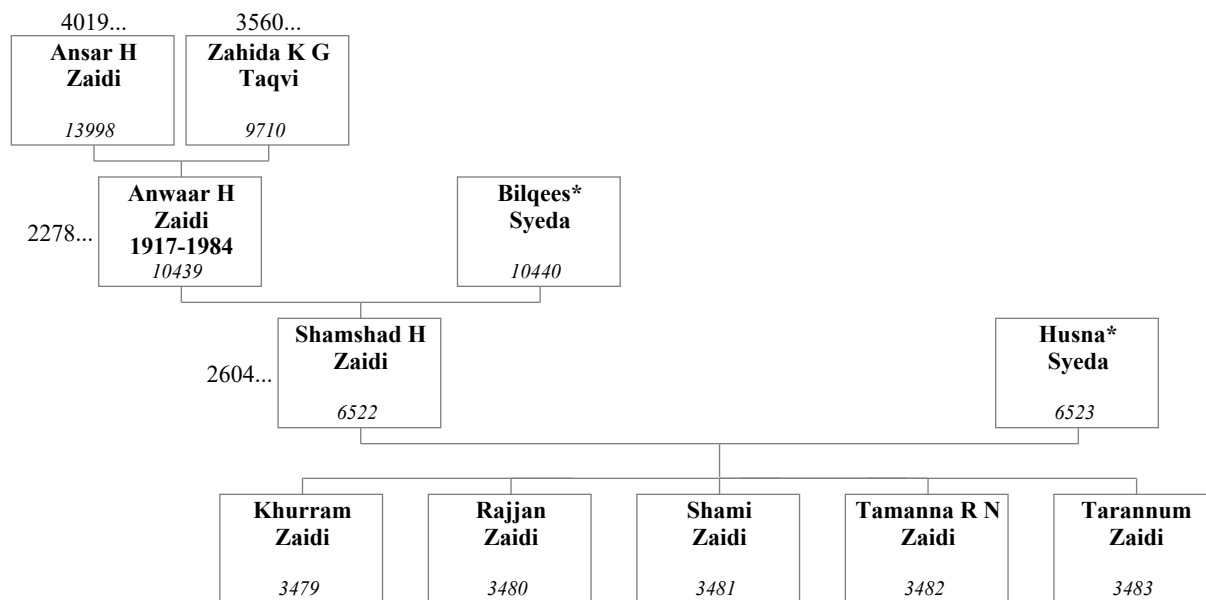 4019...
3560...
Ansar H
Zaidi
13998
Zahida K G
Taqvi
9710
2278...
Anwaar H
Zaidi
1917-1984
10439
Bilqees*
Syeda
10440
2604...
Shamshad H
Zaidi
6522
Husna*
Syeda
6523
Khurram
Zaidi
3479
Rajjan
Zaidi
3480
Shami
Zaidi
3481
Tamanna R N
Zaidi
3482
Tarannum
Zaidi
3483